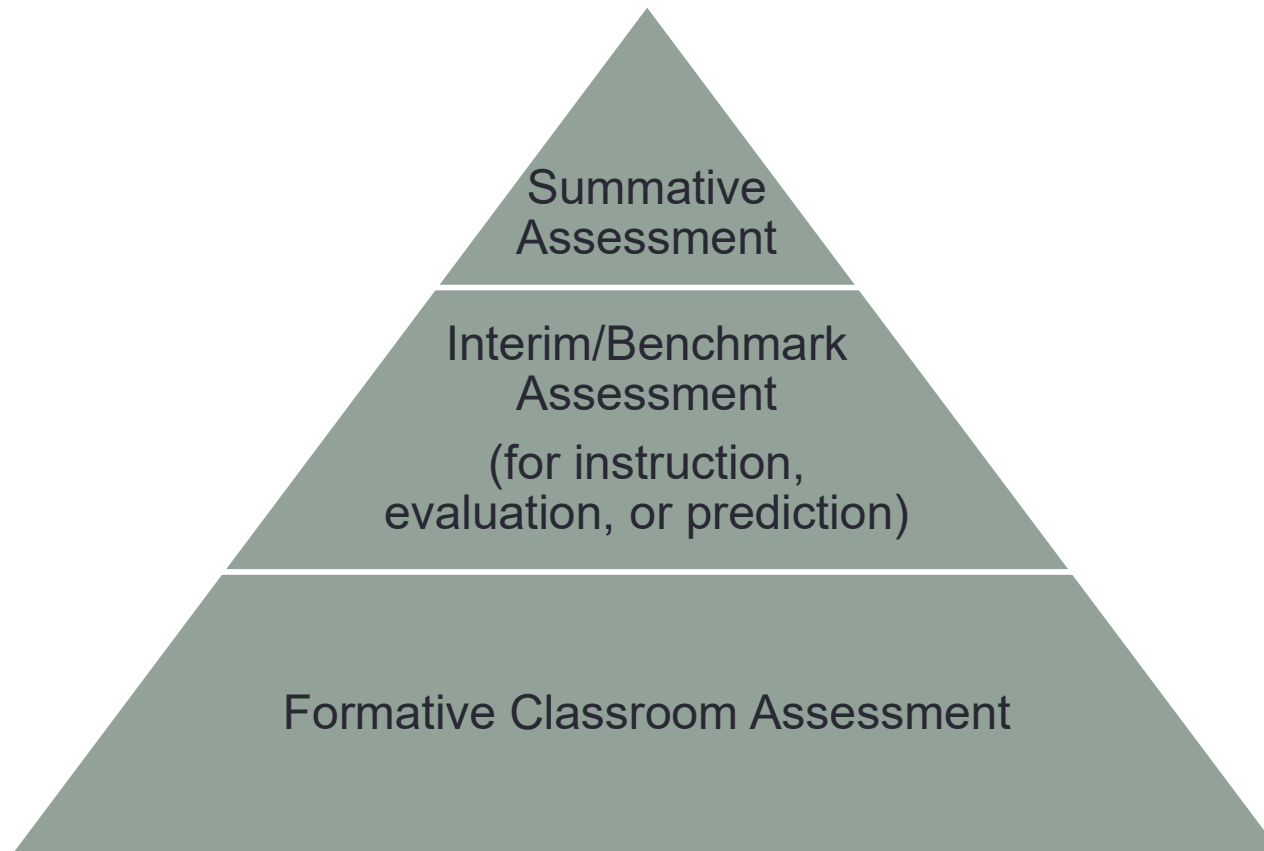 Summative
Assessment
Interim/Benchmark
Assessment
(for instruction,
evaluation, or prediction)
Formative Classroom Assessment